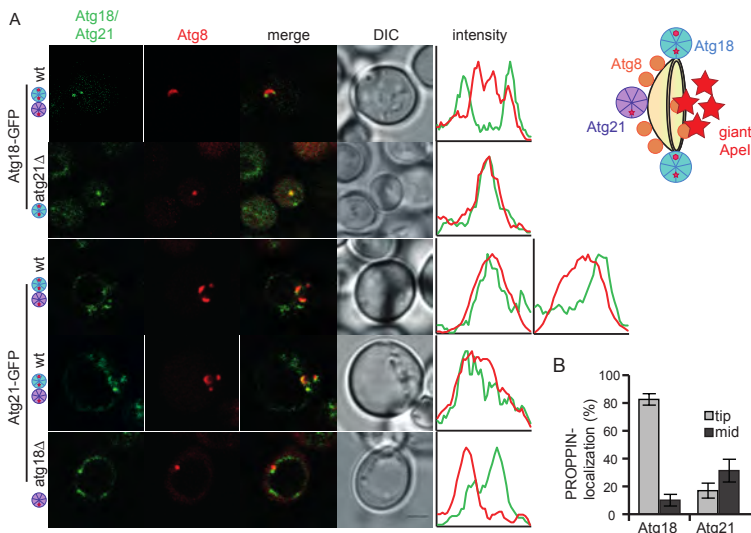 A
Atg18/
Atg21
Atg8
merge
DIC
intensity
Atg18-GFP
wt
atg21Δ
Atg21-GFP
wt
wt
atg18Δ
Atg18
Atg8
Atg21
giant
ApeI
B
PROPPIN-
localization (%)
100
80
60
40
20
0
tip
mid
Atg18
Atg21